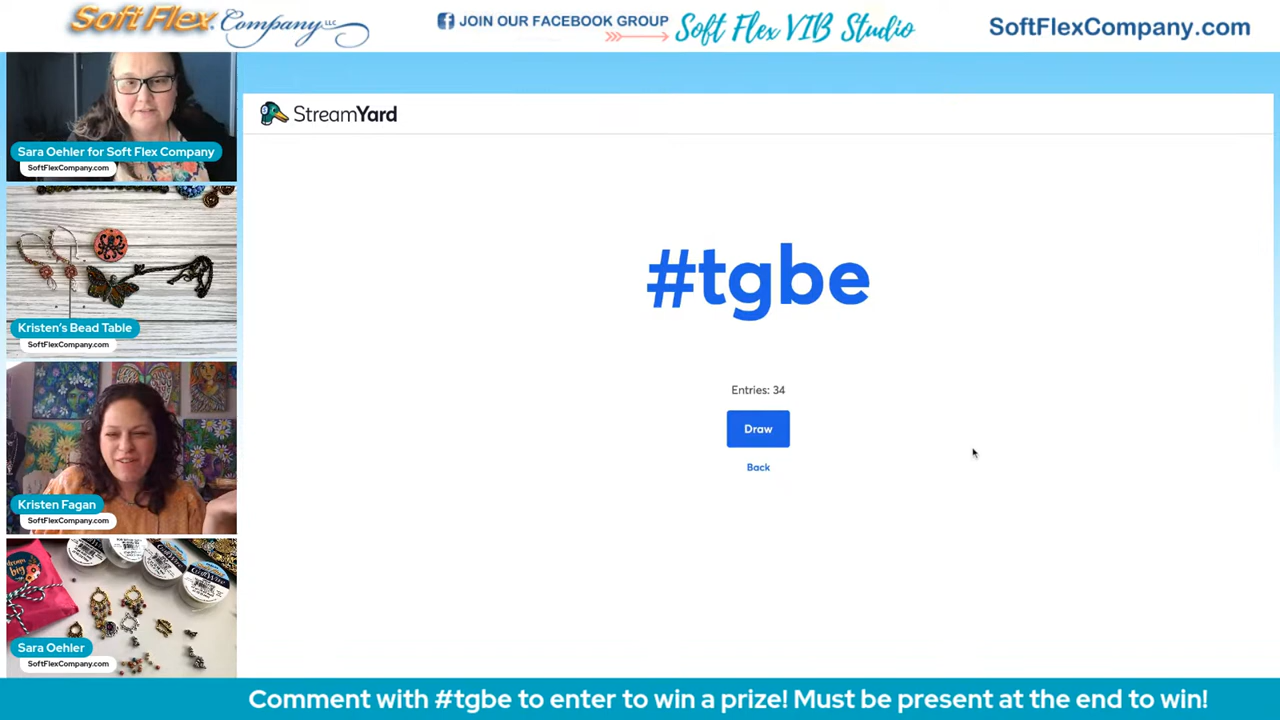 Soft Flex Company LLC
JOIN OUR FACEBOOK GROUP
Soft Flex VIB Studio
SoftFlexCompany.com
Sara Oehler for Soft Flex Company
SoftFlexCompany.com
Kristen's Bead Table
SoftFlexCompany.com
Kristen Fagan
SoftFlexCompany.com
Sara Oehler
SoftFlexCompany.com
StreamYard
#tgbe
Entries: 34
Draw
Back
Comment with #tgbe to enter to win a prize! Must be present at the end to win!